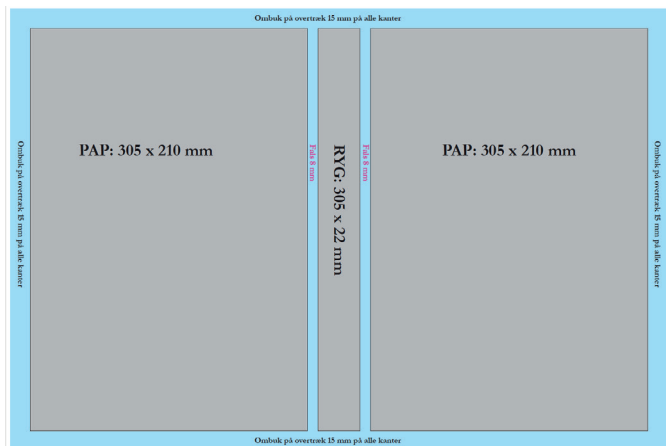 Ombuk på overtræk 15 mm på alle kanter
PAP: 305 x 210 mm
Ombuk på overtræk 15 mm på alle kanter
Fals 8 mm
RYG: 305 x 22 mm
Fals 8 mm
PAP: 305 x 210 mm
Ombuk på overtræk 15 mm på alle kanter
Ombuk på overtræk 15 mm på alle kanter